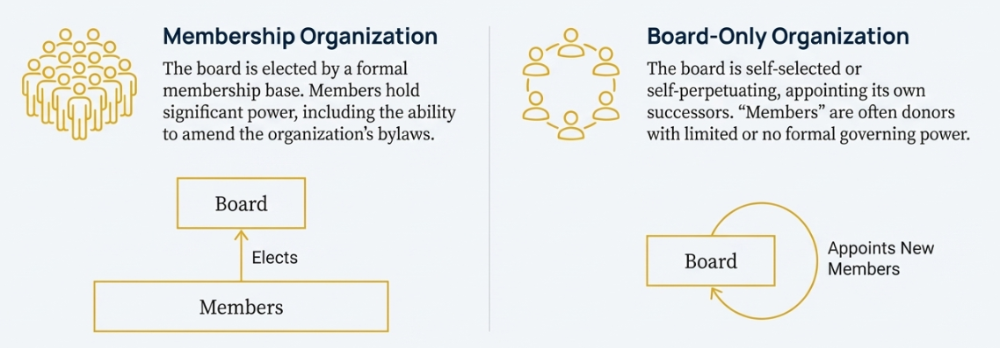 Membership Organization
The board is elected by a formal
membership base. Members hold
significant power, including the ability
to amend the organization's bylaws.
Board
Elects
Members
Board-Only Organization
The board is self-selected or
self-perpetuating, appointing its own
successors. “Members” are often donors
with limited or no formal governing power.
Board
Appoints New
Members